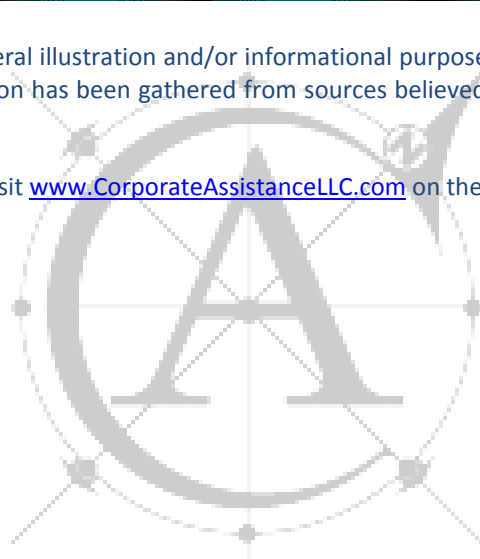 eral illustration and/or informational purpose
on has been gathered from sources believed
sit www.CorporateAssistanceLLC.com on the
A